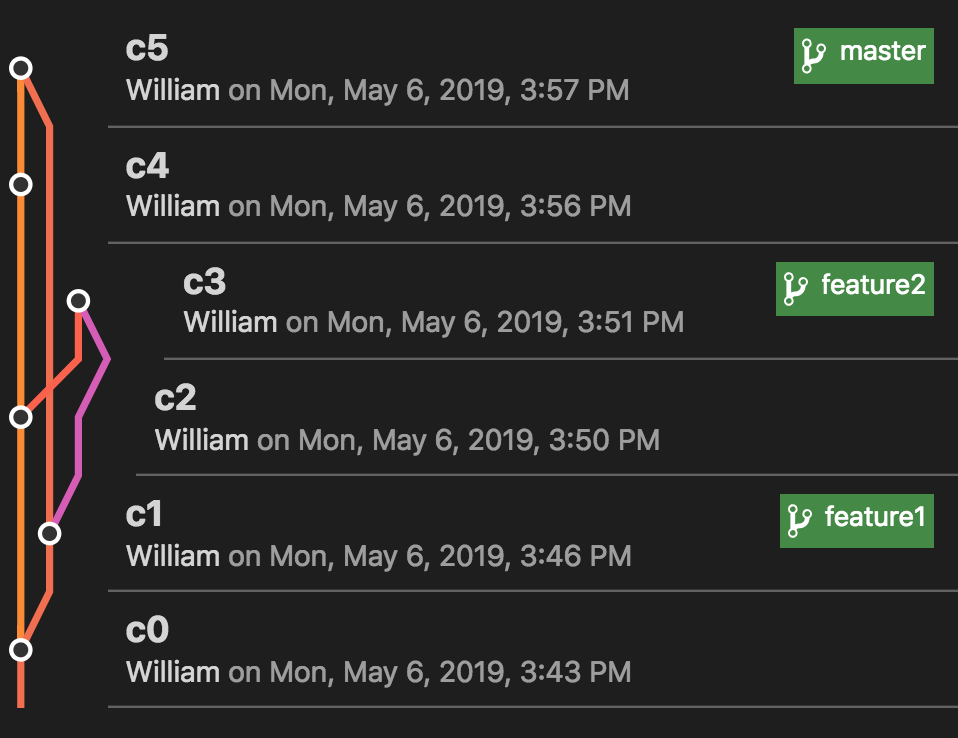 c5
master
William on Mon, May 6, 2019, 3:57 PM
c4
William on Mon, May 6, 2019, 3:56 PM
c3
feature2
William on Mon, May 6, 2019, 3:51 PM
c2
William on Mon, May 6, 2019, 3:50 PM
c1
feature1
William on Mon, May 6, 2019, 3:46 PM
c0
William on Mon, May 6, 2019, 3:43 PM